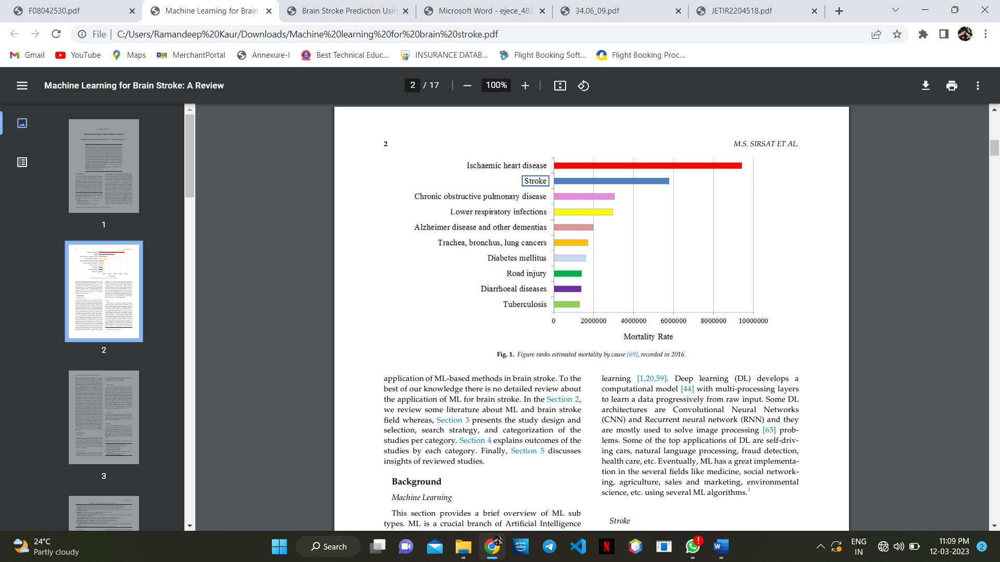 F08042530.pdf
Machine Learning for Brain
Brain Stroke Prediction Usin
Microsoft Word - ejece_483
34.06_09.pdf
JETIR2204518.pdf
File
C:/Users/Ramandeep%20Kaur/Downloads/Machine%20learning%20for%20brain%20stroke.pdf
Gmail
YouTube
Maps
MerchantPortal
Annexure-I
Best Technical Educ...
INSURANCE DATAB...
Flight Booking Soft...
Flight Booking Proc...
Machine Learning for Brain Stroke: A Review
2 / 17
100%
1
2
3
2
M.S. SIRSAT ET AL.
Ischaemic heart disease
Stroke
Chronic obstructive pulmonary disease
Lower respiratory infections
Alzheimer disease and other dementias
Trachea, bronchus, lung cancers
Diabetes mellitus
Road injury
Diarrhoeal diseases
Tuberculosis
0 2000000 4000000 6000000 8000000 10000000
Mortality Rate
Fig. 1. Figure ranks estimated mortality by cause [69], recorded in 2016.
application of ML-based methods in brain stroke. To the
best of our knowledge there is no detailed review about
the application of ML for brain stroke. In the Section 2,
we review some literature about ML and brain stroke
field whereas, Section 3 presents the study design and
selection, search strategy, and categorization of the
studies per category. Section 4 explains outcomes of the
studies by each category. Finally, Section 5 discusses
insights of reviewed studies.
Background
Machine Learning
This section provides a brief overview of ML sub
types. ML is a crucial branch of Artificial Intelligence
learning [1,20,59]. Deep learning (DL) develops a
computational model [44] with multi-processing layers
to learn a data progressively from raw input. Some DL
architectures are Convolutional Neural Networks
(CNN) and Recurrent neural network (RNN) and they
are mostly used to solve image processing [63] prob-
lems. Some of the top applications of DL are self-driv-
ing cars, natural language processing, fraud detection,
health care, etc. Eventually, ML has a great implementa-
tion in the several fields like medicine, social network-
ing, agriculture, sales and marketing, environmental
science, etc. using several ML algorithms.1
Stroke
24°C
Partly cloudy
Search
prime video
ENG
IN
11:09 PM
12-03-2023
2